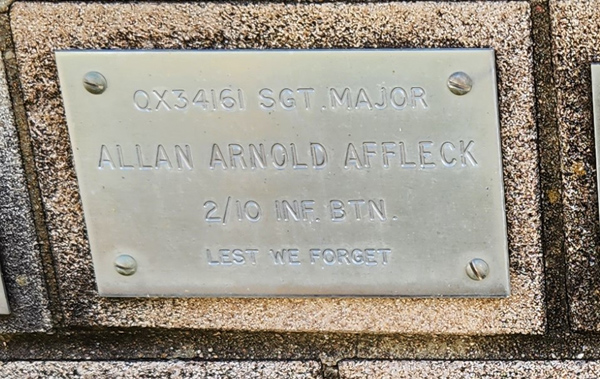 QX34161 SGT. MAJOR
ALLAN ARNOLD AFFLECK
2/10 INF. BTN.
LEST WE FORGET